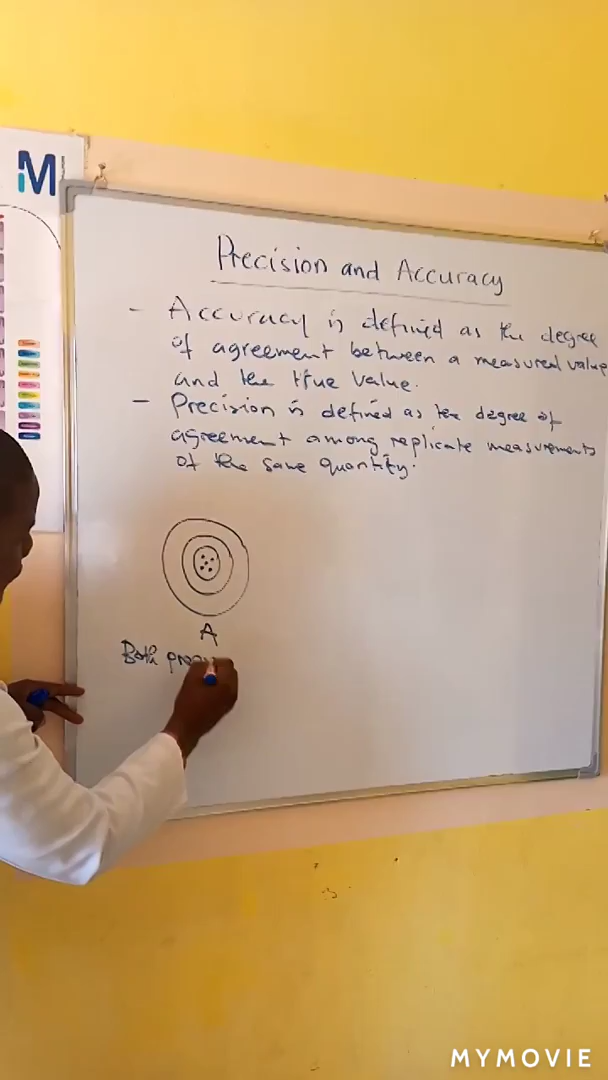 M
Precision and Accuracy
- Accuracy is defined as the degree
of agreement between a measured value
and the true value.
- Precision is defined as the degree of
agreement among replicate measurements
of the same quantity.
A
Both
MYMOVIE